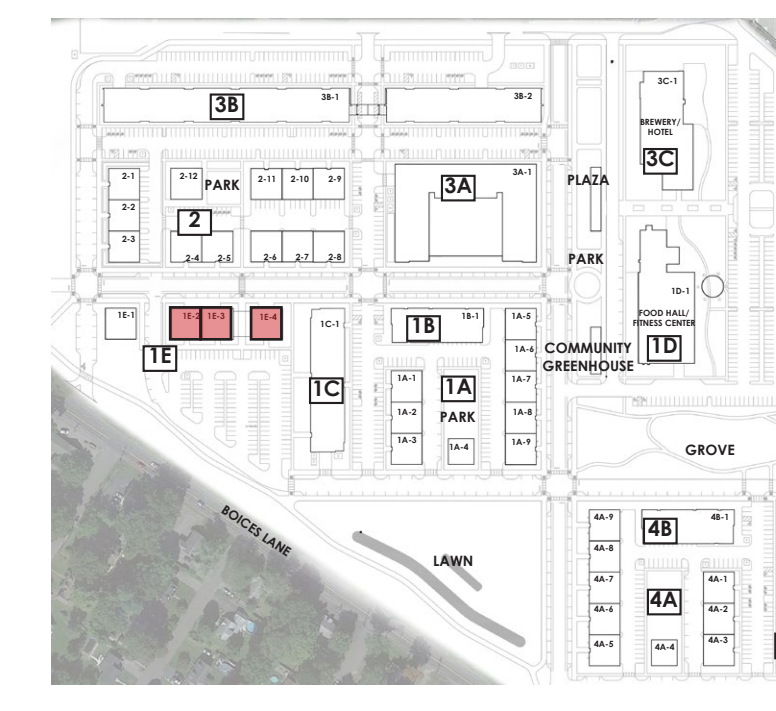 3C-1
3B
3B-1
3B-2
BREWERY/
HOTEL
3C
2-1
2-12
PARK
2-11
2-10
2-9
3A
3A-1
PLAZA
2-2
2
2-3
2-4
2-5
2-6
2-7
2-8
PARK
1D-1
1E-1
1E-2
1E-3
1E-4
1C-1
1B
1B-1
1A-5
FOOD HALL/
FITNESS CENTER
1E
1A-6
COMMUNITY
GREENHOUSE
1D
1C
1A-1
1A
1A-7
1A-2
PARK
1A-8
1A-3
1A-4
1A-9
GROVE
BOICES LANE
LAWN
4A-9
4B
4B-1
4A-8
4A-7
4A-1
4A
4A-6
4A-2
4A-5
4A-4
4A-3